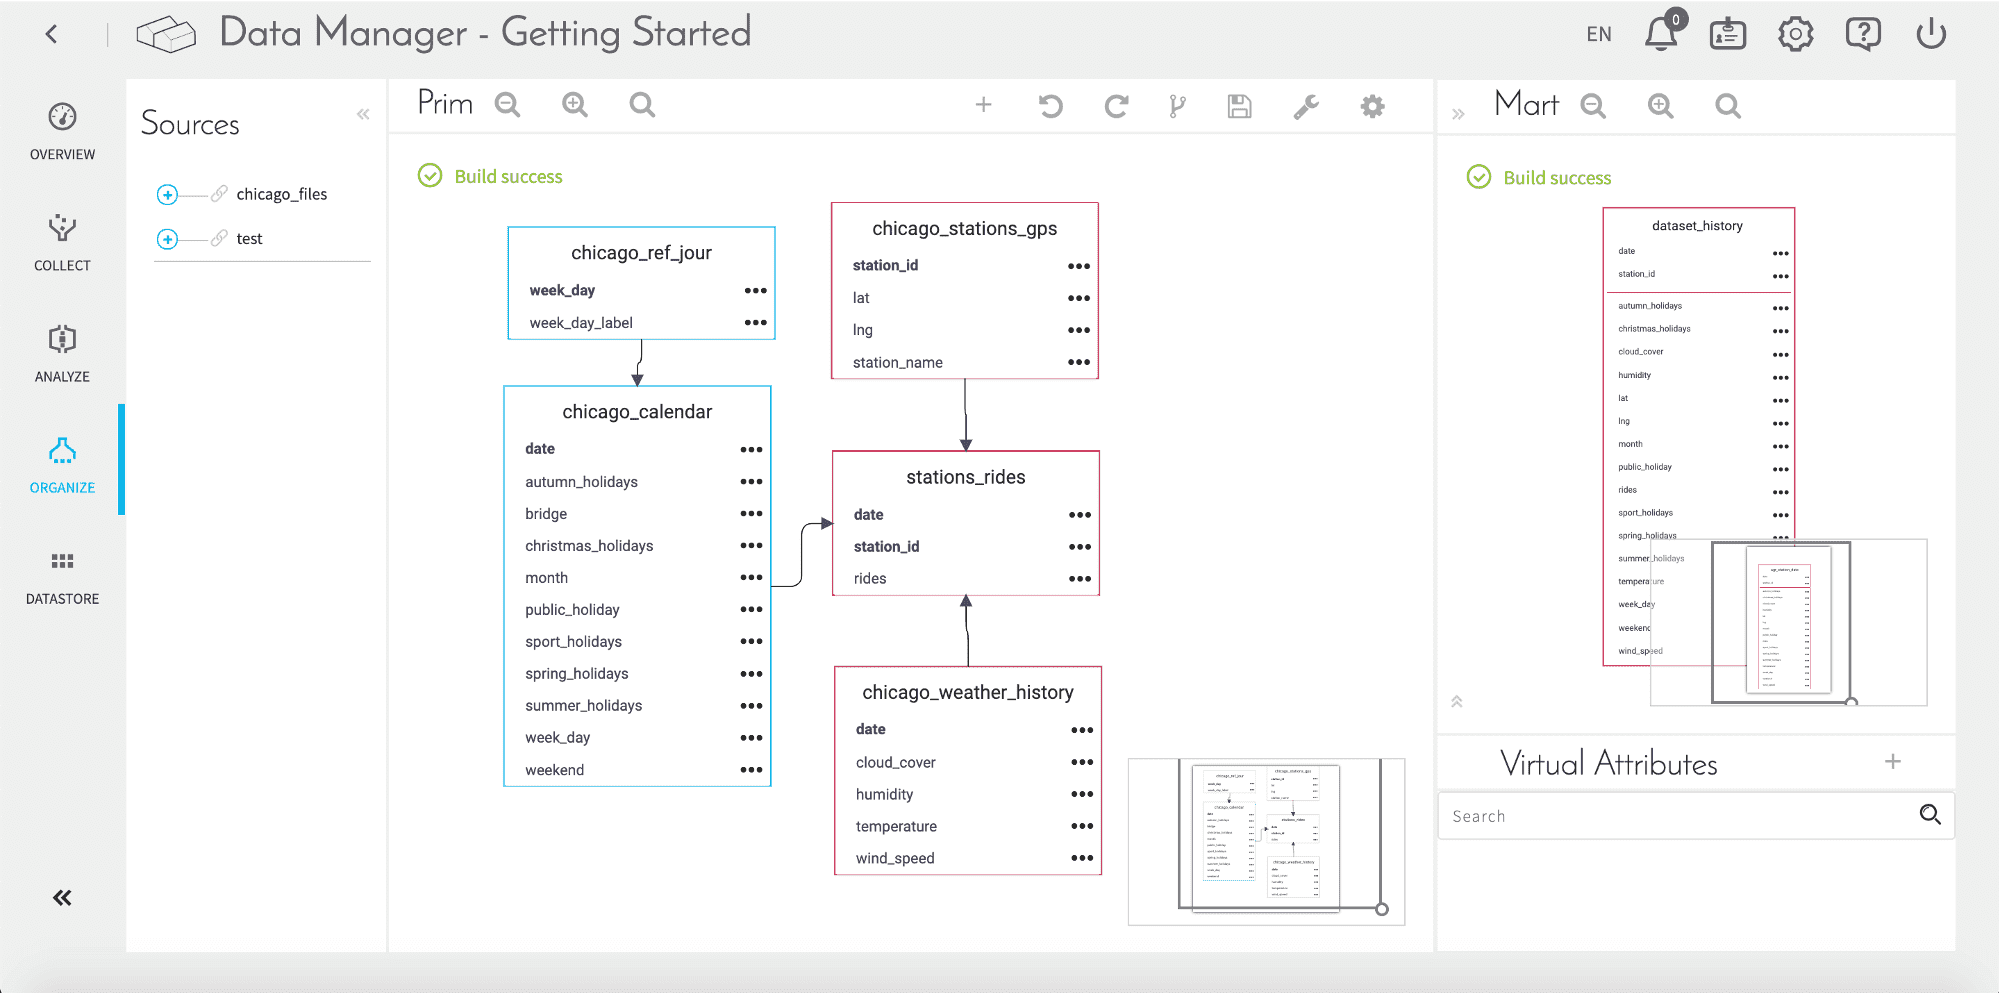 Data Manager - Getting Started
EN
0
OVERVIEW
COLLECT
ANALYZE
ORGANIZE
DATASTORE
Sources
chicago_files
test
Prim
Build success
chicago_ref_jour
week_day
week_day_label
chicago_calendar
date
autumn_holidays
bridge
christmas_holidays
month
public_holiday
sport_holidays
spring_holidays
summer_holidays
week_day
weekend
chicago_stations_gps
station_id
lat
lng
station_name
stations_rides
date
station_id
rides
chicago_weather_history
date
cloud_cover
humidity
temperature
wind_speed
Mart
Build success
dataset_history
date
station_id
autumn_holidays
christmas_holidays
cloud_cover
humidity
lat
lng
month
public_holiday
rides
sport_holidays
spring_holidays
summer_holidays
temperature
week_day
weekend
wind_speed
Virtual Attributes
Search